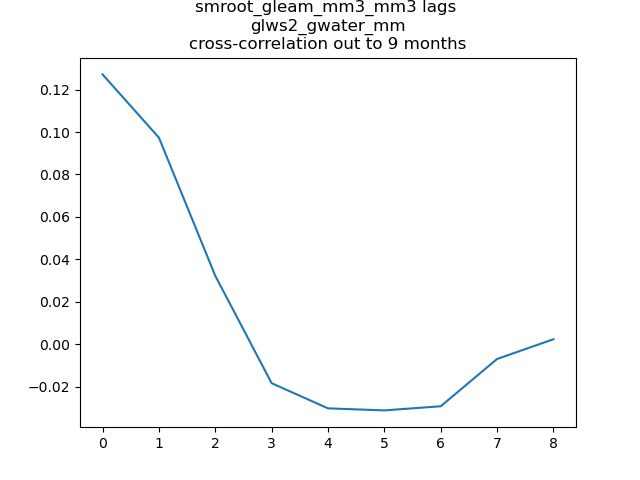 smroot_gleam_mm3_mm3 lags
glws2_gwater_mm
cross-correlation out to 9 months
0.12
0.10
0.08
0.06
0.04
0.02
0.00
−0.02
0 1 2 3 4 5 6 7 8